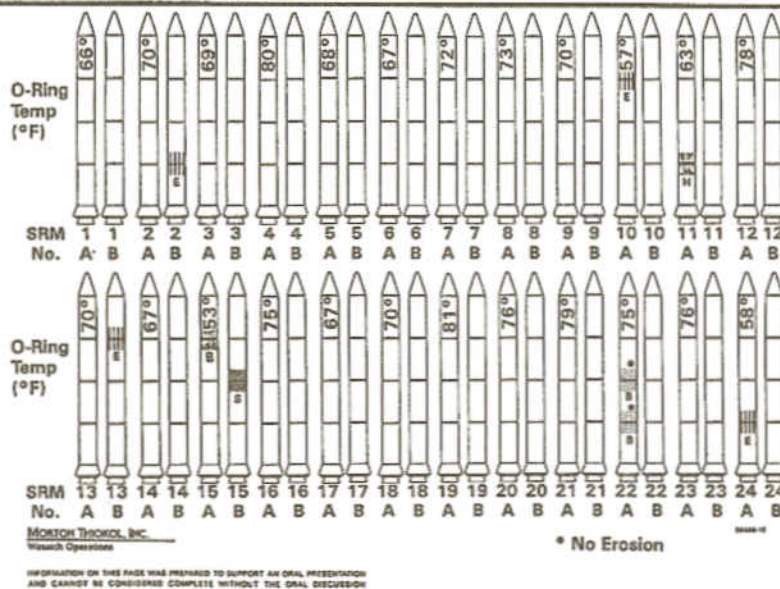 66° 70° 69° 80° 68° 67° 72° 73° 70° 57° 63° 78°
O-Ring
Temp
(°F)
E
E
H
SRM 1 1 2 2 3 3 4 4 5 5 6 6 7 7 8 8 9 9 10 10 11 11 12 12
No. A B A B A B A B A B A B A B A B A B A B A B A B
70° 67° 53° 75° 67° 70° 81° 76° 79° 75° 76° 58°
O-Ring
Temp
(°F)
E
B
E
SRM 13 13 14 14 15 15 16 16 17 17 18 18 19 19 20 20 21 21 22 22 23 23 24 24
No. A B A B A B A B A B A B A B A B A B A B A B A B
MORTON THIOKOL, INC.
Wasatch Operations
* No Erosion
INFORMATION ON THIS PAGE WAS PREPARED TO SUPPORT AN ORAL PRESENTATION
AND CANNOT BE CONSIDERED COMPLETE WITHOUT THE ORAL DISCUSSION